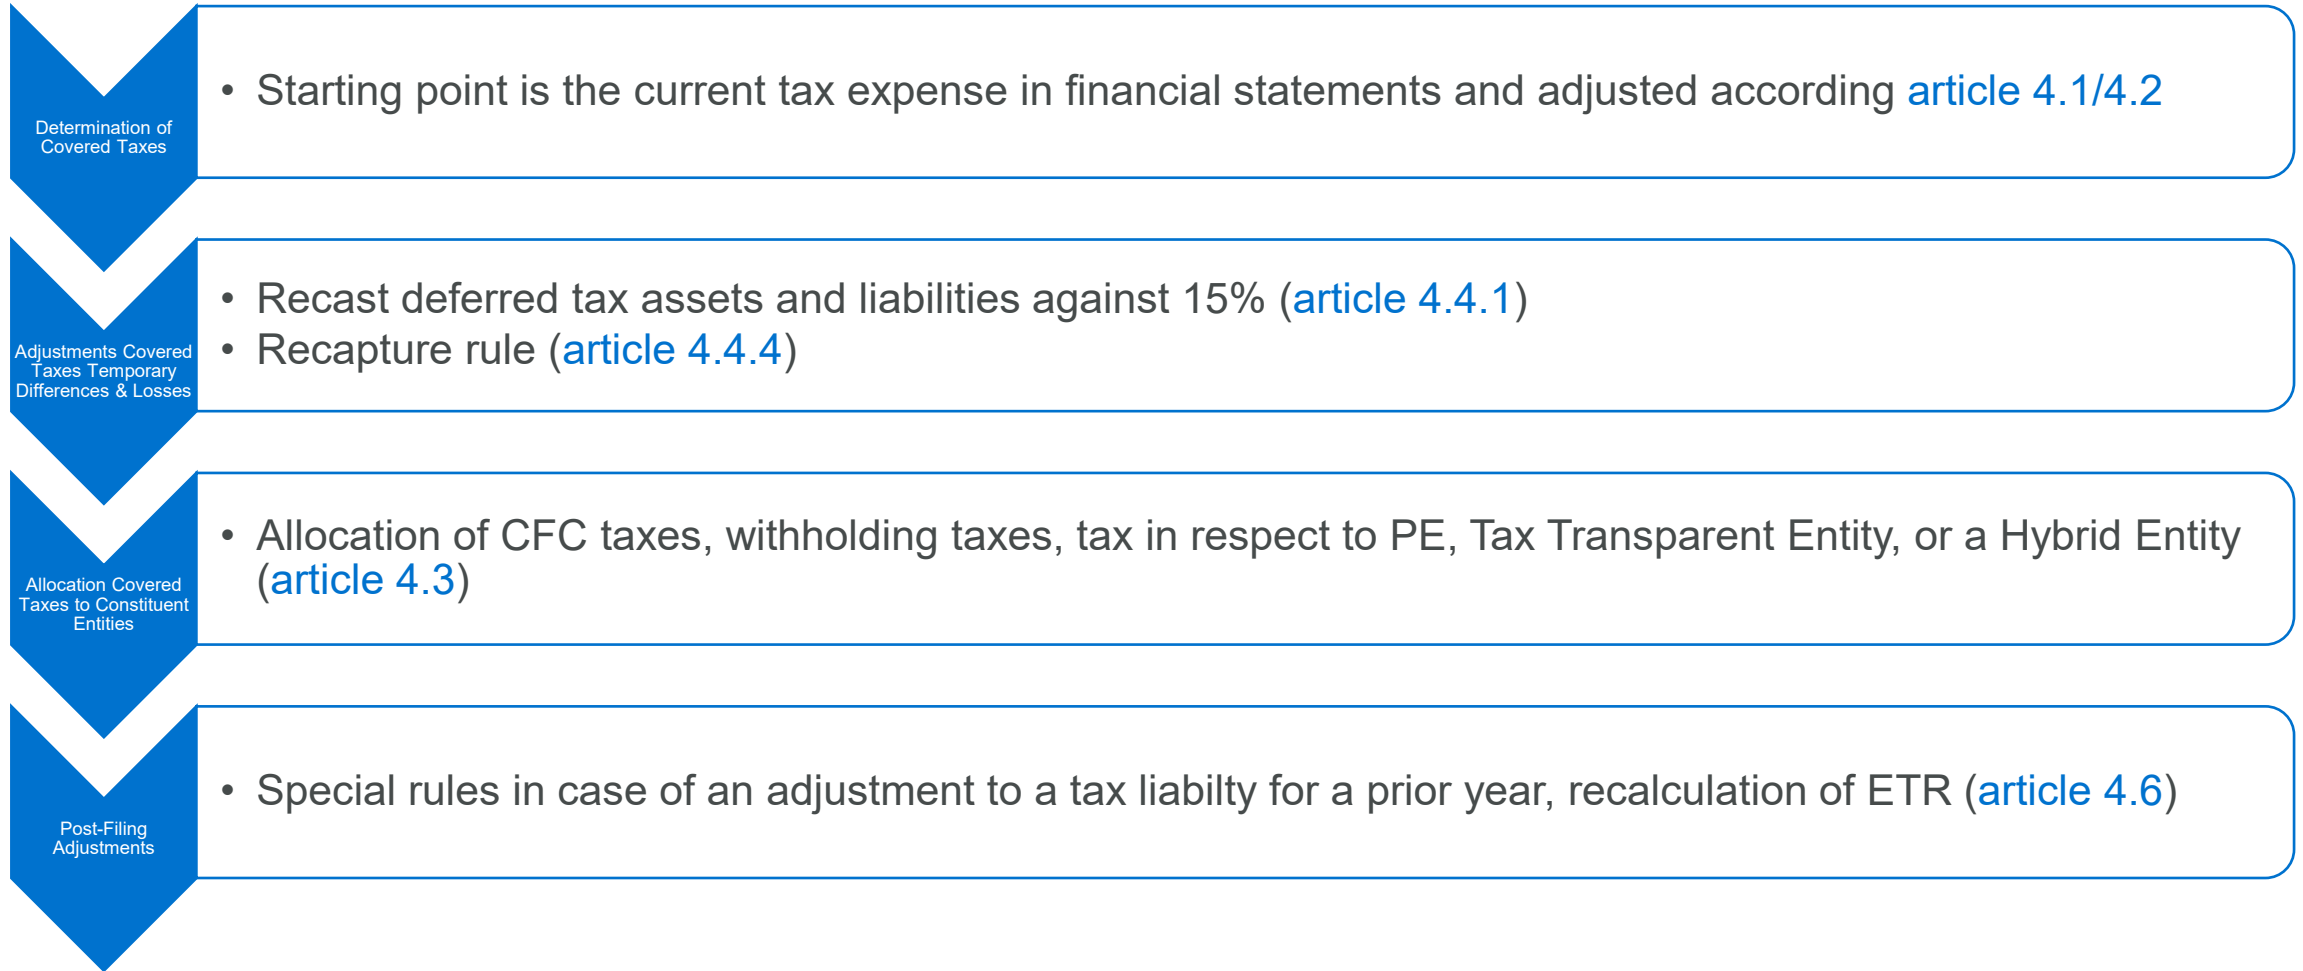 Determination of
Covered Taxes
• Starting point is the current tax expense in financial statements and adjusted according article 4.1/4.2
Adjustments Covered
Taxes Temporary
Differences & Losses
• Recast deferred tax assets and liabilities against 15% (article 4.4.1)
• Recapture rule (article 4.4.4)
Allocation Covered
Taxes to Constituent
Entities
• Allocation of CFC taxes, withholding taxes, tax in respect to PE, Tax Transparent Entity, or a Hybrid Entity
(article 4.3)
Post-Filing
Adjustments
• Special rules in case of an adjustment to a tax liabilty for a prior year, recalculation of ETR (article 4.6)